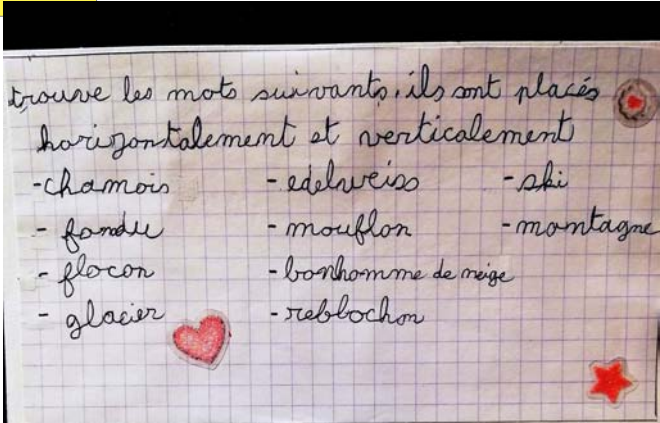 trouve les mots suivants, ils sont placés
horizontalement et verticalement
-chamois -edelweiss -ski
- fondu - mouflon - montagne
- flocon - bonhomme de neige
- glacier - reblochon